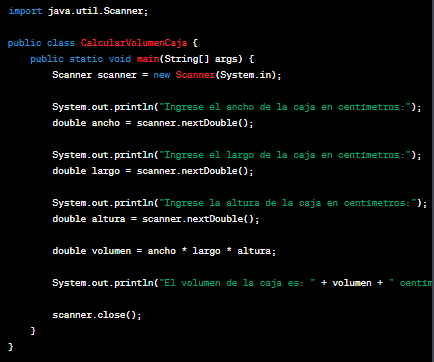 import java.util.Scanner;
public class CalcularVolumenCaja {
public static void main(String[] args) {
Scanner scanner = new Scanner(System.in);
System.out.println("Ingrese el ancho de la caja en centímetros:");
double ancho = scanner.nextDouble();
System.out.println("Ingrese el largo de la caja en centímetros:");
double largo = scanner.nextDouble();
System.out.println("Ingrese la altura de la caja en centímetros:");
double altura = scanner.nextDouble();
double volumen = ancho * largo * altura;
System.out.println("El volumen de la caja es: " + volumen + " centím
scanner.close();
}
}